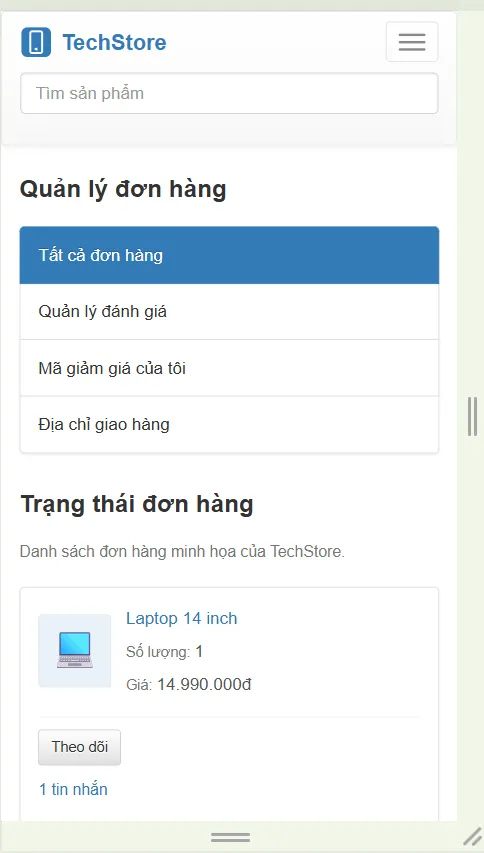 TechStore
Tìm sản phẩm
Quản lý đơn hàng
Tất cả đơn hàng
Quản lý đánh giá
Mã giảm giá của tôi
Địa chỉ giao hàng
Trạng thái đơn hàng
Danh sách đơn hàng minh họa của TechStore.
Laptop 14 inch
Số lượng: 1
Giá: 14.990.000đ
Theo dõi
1 tin nhắn